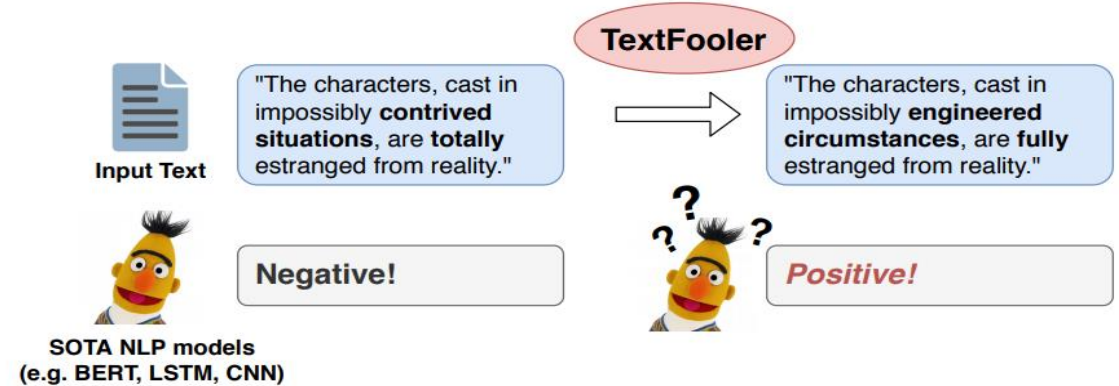 TextFooler
Input Text
"The characters, cast in
impossibly contrived
situations, are totally
estranged from reality."
"The characters, cast in
impossibly engineered
circumstances, are fully
estranged from reality."
? ? ?
Negative!
Positive!
SOTA NLP models
(e.g. BERT, LSTM, CNN)